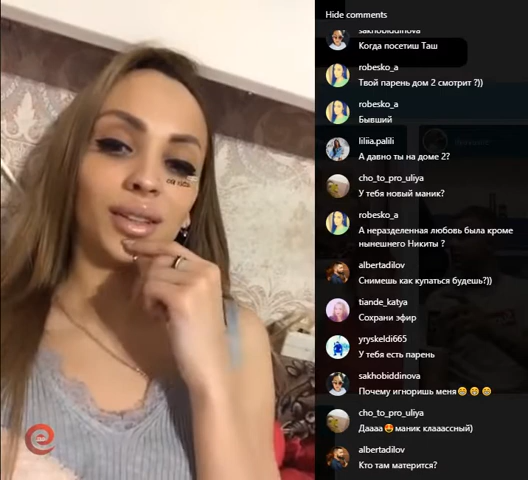 Hide comments
sakhobiddinova
Когда посетиш Таш
robesko_a
Твой парень дом 2 смотрит ?))
robesko_a
Бывший
liliia.palili
А давно ты на доме 2?
cho_to_pro_uliya
У тебя новый маник?
robesko_a
А неразделенная любовь была кроме
нынешнего Никиты ?
albertadilov
Снимешь как купаться будешь?))
tiande_katya
Сохрани эфир
yryskeldi665
У тебя есть парень
sakhobiddinova
Почему игноришь меня😄😄😄
cho_to_pro_uliya
Даааа😍маник клааассный)
albertadilov
Кто там матерится?